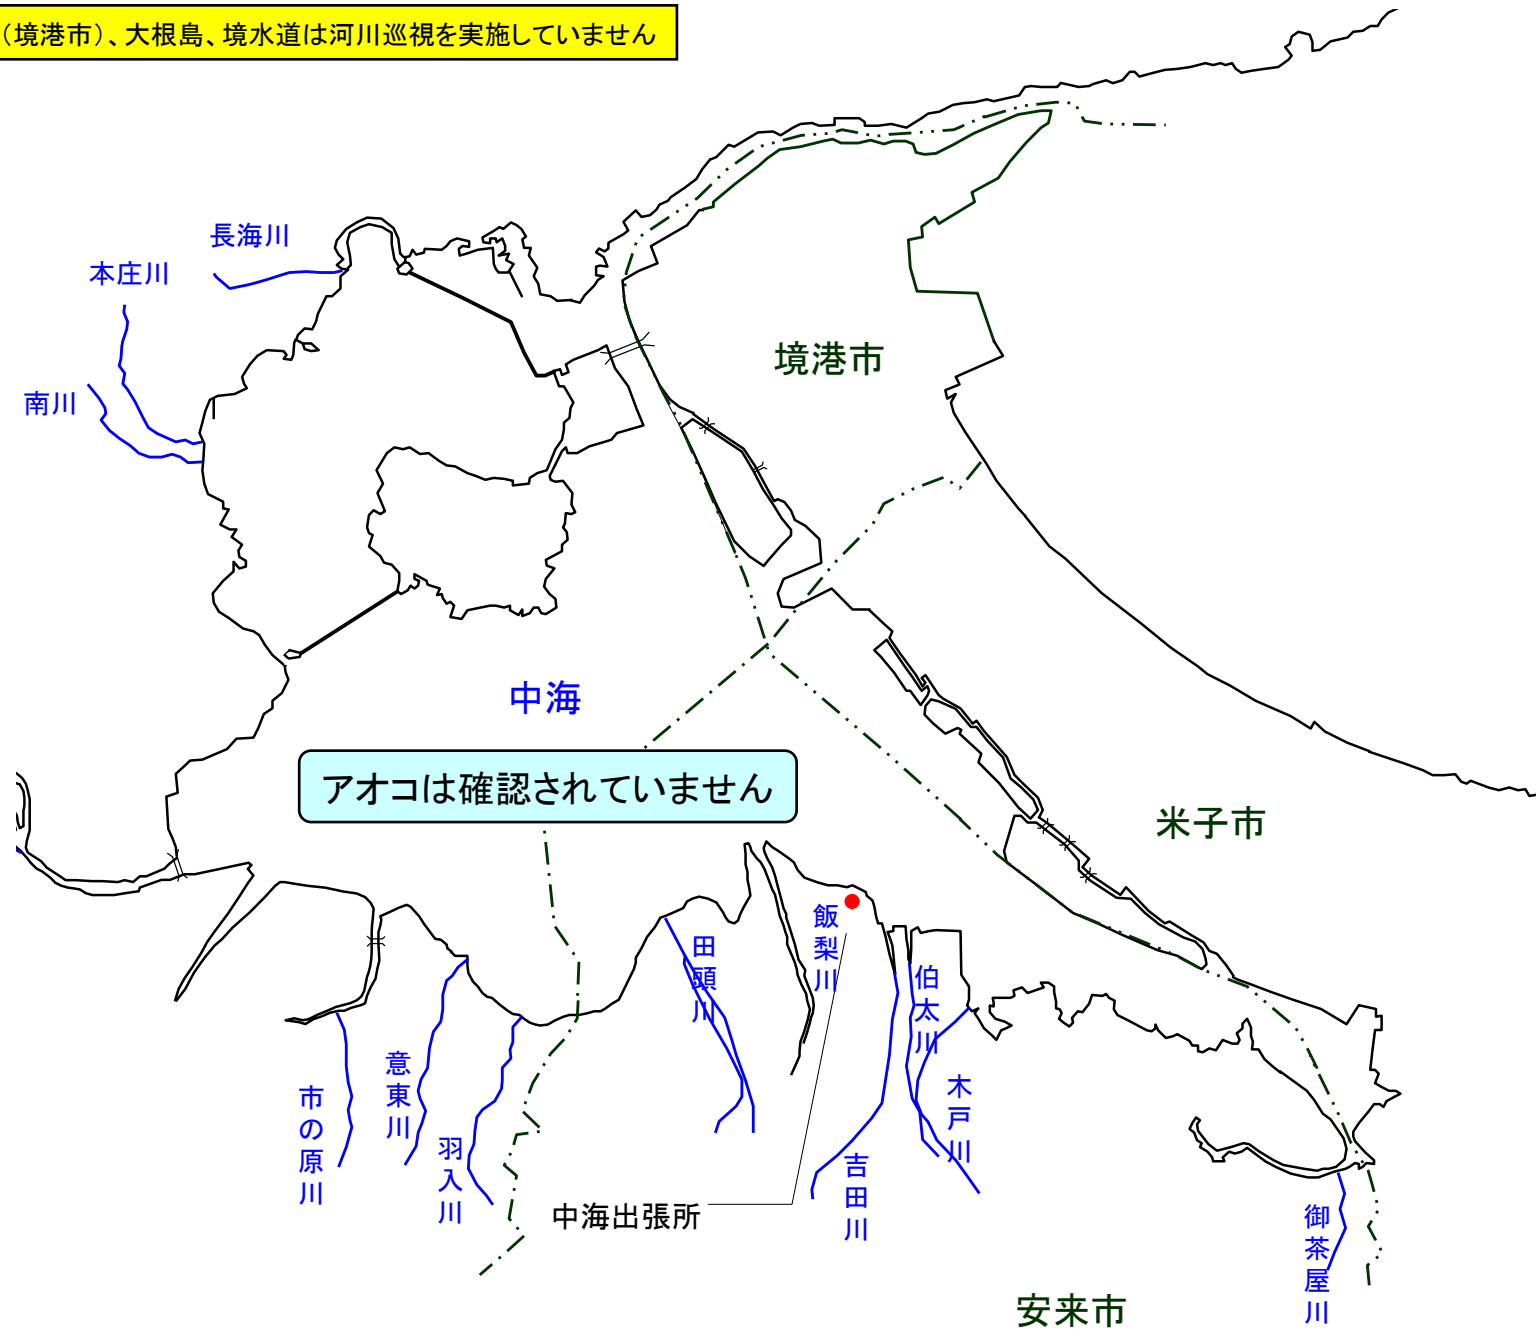 （境港市）、大根島、境水道は河川巡視を実施していません
長海川
本庄川
境港市
南川
中海
アオコは確認されていません
米子市
飯梨川
田頭川
伯太川
意東川
木戸川
市の原川
羽入川
吉田川
中海出張所
御茶屋川
安来市